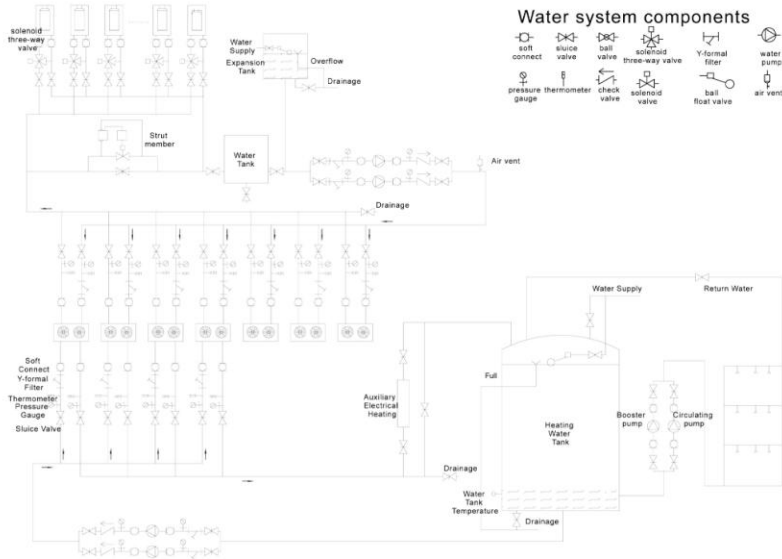 Water system components
soft
connect
sluice
valve
ball
valve
solenoid
three-way valve
Y-formal
filter
water
pump
pressure
gauge
thermometer
check
valve
solenoid
valve
ball
float valve
air vent
solenoid
three-way
valve
Water
Supply
Expansion
Tank
Overflow
Drainage
Strut
member
Water
Tank
Air vent
Drainage
Water Supply
Return Water
Soft
Connect
Y-formal
Filter
Thermometer
Pressure
Gauge
Sluice Valve
Auxiliary
Electrical
Heating
Full
Heating
Water
Tank
Booster
pump
Circulating
pump
Drainage
Water
Tank
Temperature
Drainage